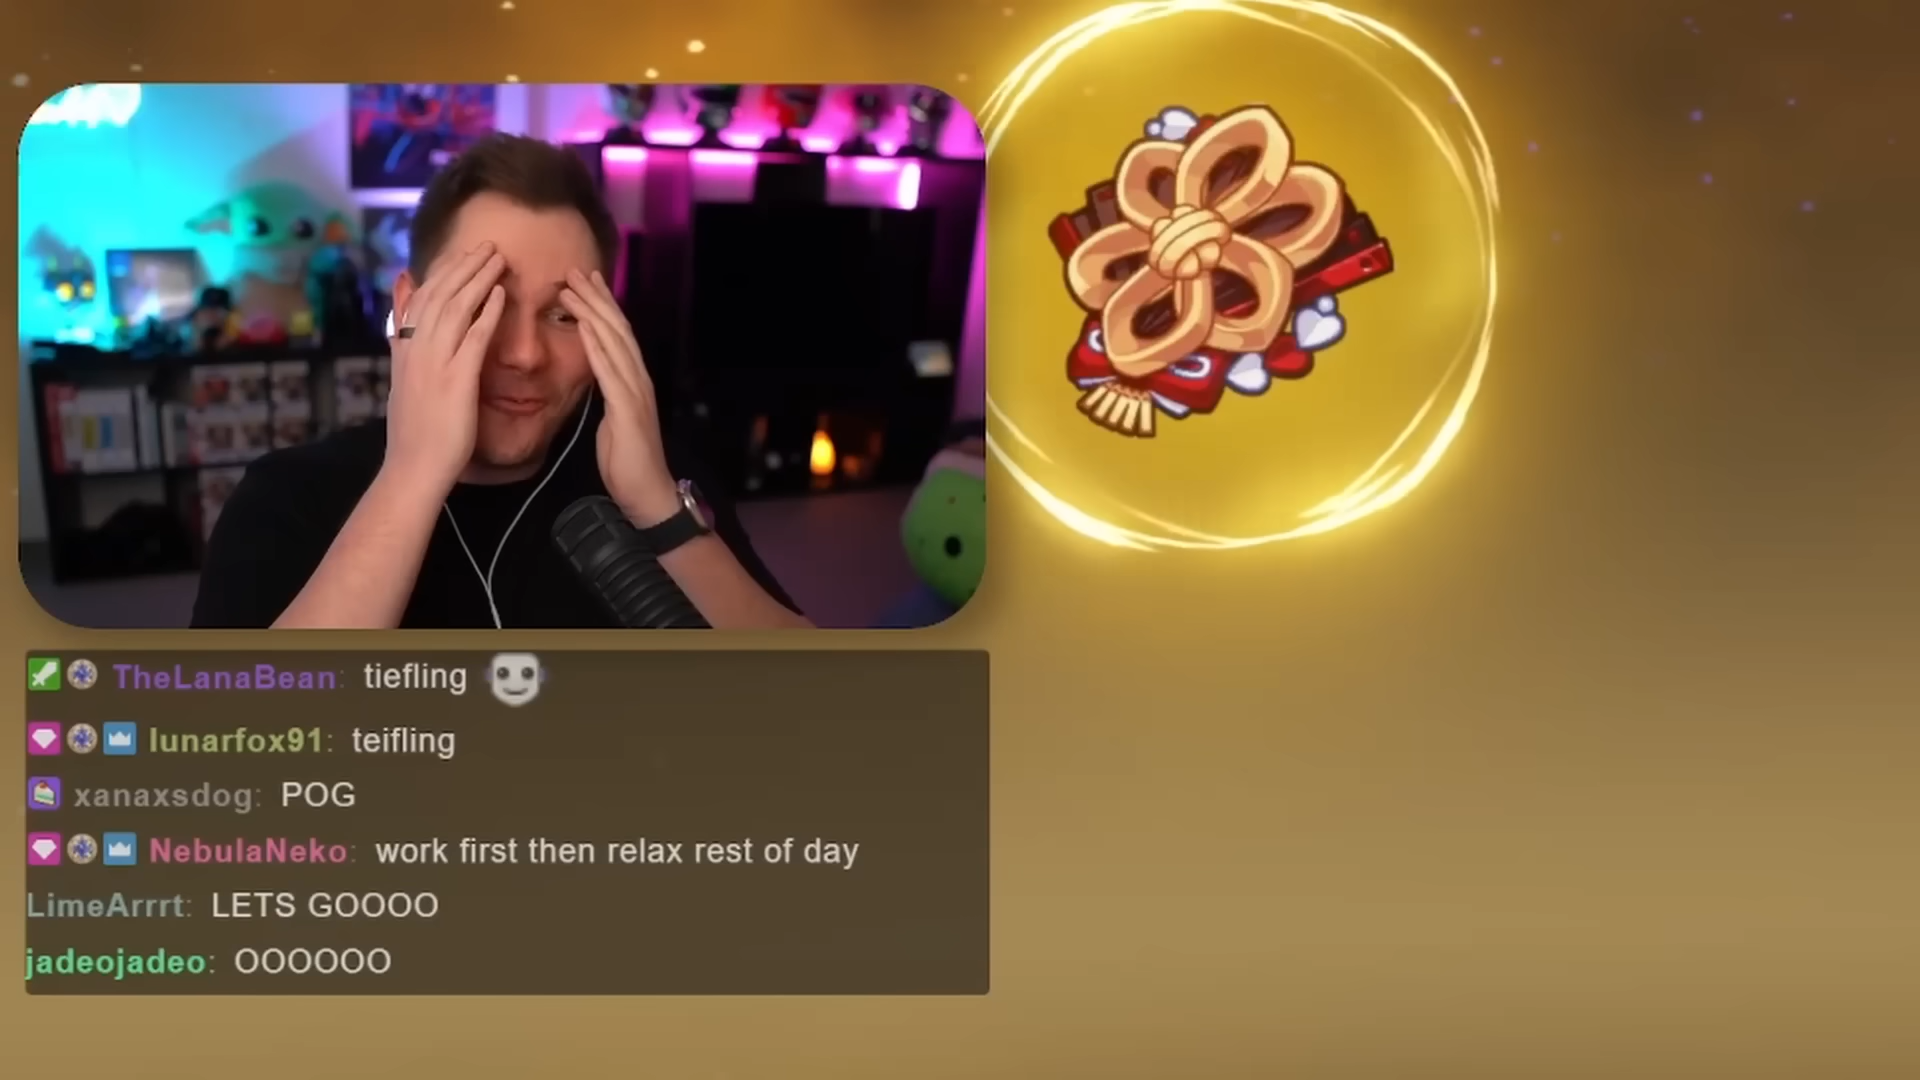 TheLanaBean: tiefling
lunarfox91: teifling
xanaxsdog: POG
NebulaNeko: work first then relax rest of day
LimeArrrt: LETS GOOOO
jadeojadeo: OOOOOO